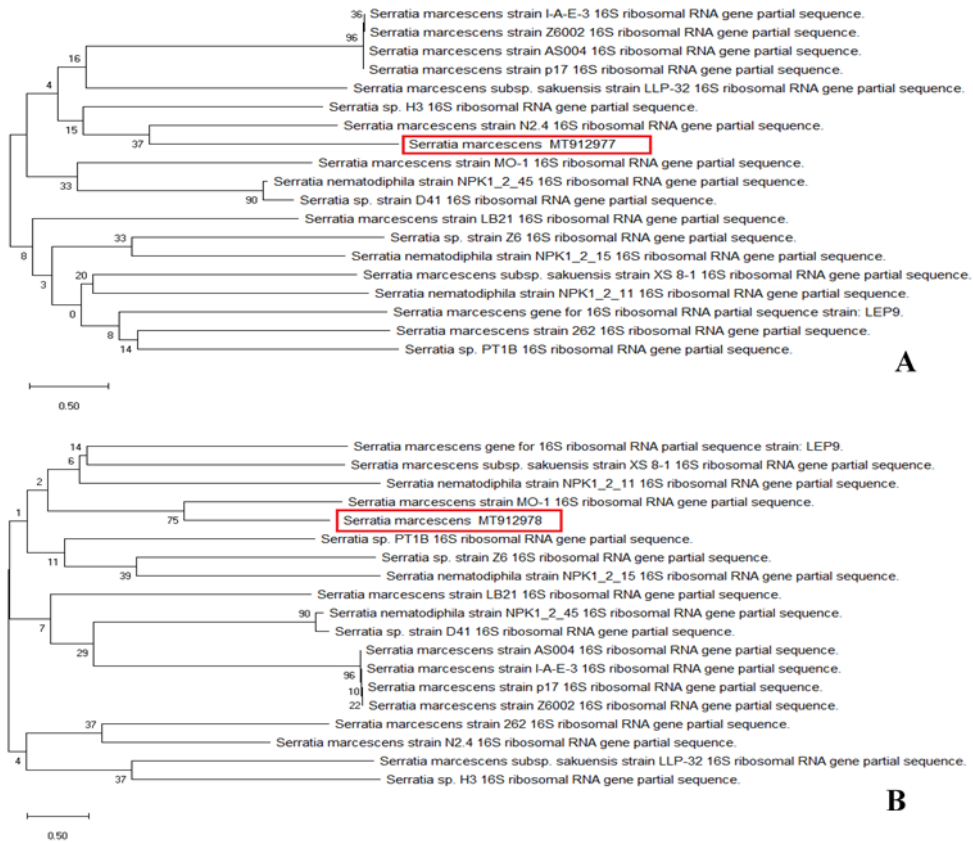 36 Serratia marcescens strain I-A-E-3 16S ribosomal RNA gene partial sequence.
Serratia marcescens strain Z6002 16S ribosomal RNA gene partial sequence.
96
Serratia marcescens strain AS004 16S ribosomal RNA gene partial sequence.
16
Serratia marcescens strain p17 16S ribosomal RNA gene partial sequence.
4
Serratia marcescens subsp. sakuensis strain LLP-32 16S ribosomal RNA gene partial sequence.
Serratia sp. H3 16S ribosomal RNA gene partial sequence.
15
Serratia marcescens strain N2.4 16S ribosomal RNA gene partial sequence.
37
Serratia marcescens MT912977
Serratia marcescens strain MO-1 16S ribosomal RNA gene partial sequence.
33
Serratia nematodiphila strain NPK1_2_45 16S ribosomal RNA gene partial sequence.
90
Serratia sp. strain D41 16S ribosomal RNA gene partial sequence.
Serratia marcescens strain LB21 16S ribosomal RNA gene partial sequence.
33
Serratia sp. strain Z6 16S ribosomal RNA gene partial sequence.
8
Serratia nematodiphila strain NPK1_2_15 16S ribosomal RNA gene partial sequence.
3
20
Serratia marcescens subsp. sakuensis strain XS 8-1 16S ribosomal RNA gene partial sequence.
Serratia nematodiphila strain NPK1_2_11 16S ribosomal RNA gene partial sequence.
0
Serratia marcescens gene for 16S ribosomal RNA partial sequence strain: LEP9.
8
Serratia marcescens strain 262 16S ribosomal RNA gene partial sequence.
14
Serratia sp. PT1B 16S ribosomal RNA gene partial sequence.
A
0.50
14 Serratia marcescens gene for 16S ribosomal RNA partial sequence strain: LEP9.
6
Serratia marcescens subsp. sakuensis strain XS 8-1 16S ribosomal RNA gene partial sequence.
2
Serratia nematodiphila strain NPK1_2_11 16S ribosomal RNA gene partial sequence.
Serratia marcescens strain MO-1 16S ribosomal RNA gene partial sequence.
1
75
Serratia marcescens MT912978
Serratia sp. PT1B 16S ribosomal RNA gene partial sequence.
11
Serratia sp. strain Z6 16S ribosomal RNA gene partial sequence.
39
Serratia nematodiphila strain NPK1_2_15 16S ribosomal RNA gene partial sequence.
Serratia marcescens strain LB21 16S ribosomal RNA gene partial sequence.
90 Serratia nematodiphila strain NPK1_2_45 16S ribosomal RNA gene partial sequence.
7
Serratia sp. strain D41 16S ribosomal RNA gene partial sequence.
29
Serratia marcescens strain AS004 16S ribosomal RNA gene partial sequence.
Serratia marcescens strain I-A-E-3 16S ribosomal RNA gene partial sequence.
96
10 Serratia marcescens strain p17 16S ribosomal RNA gene partial sequence.
22 Serratia marcescens strain Z6002 16S ribosomal RNA gene partial sequence.
37
Serratia marcescens strain 262 16S ribosomal RNA gene partial sequence.
Serratia marcescens strain N2.4 16S ribosomal RNA gene partial sequence.
4
Serratia marcescens subsp. sakuensis strain LLP-32 16S ribosomal RNA gene partial sequence.
37
Serratia sp. H3 16S ribosomal RNA gene partial sequence.
B
0.50